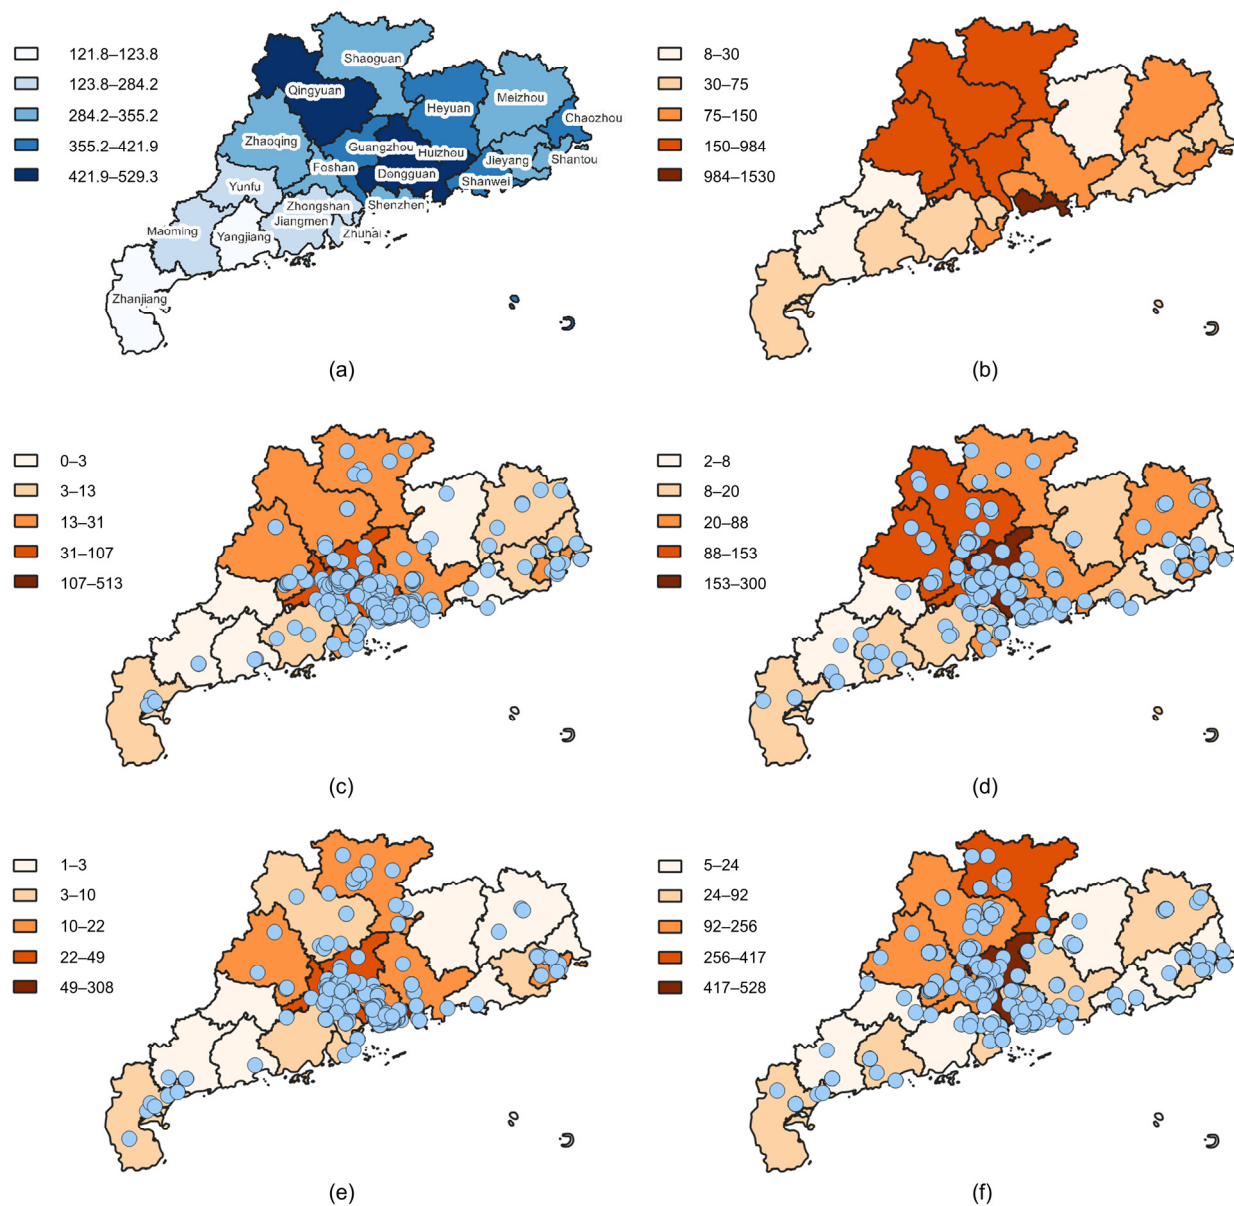 121.8–123.8
123.8–284.2
284.2–355.2
355.2–421.9
421.9–529.3
Shaoguan
Qingyuan
Meizhou
Heyuan
Chaozhou
Zhaoqing
Guangzhou
Huizhou
Jieyang
Shantou
Foshan
Dongguan
Shanwei
Yunfu
Zhongshan
Shenzhen
Jiangmen
Maoming
Yangjiang
Zhuhai
Zhanjiang
(a)
8–30
30–75
75–150
150–984
984–1530
(b)
0–3
3–13
13–31
31–107
107–513
(c)
2–8
8–20
20–88
88–153
153–300
(d)
1–3
3–10
10–22
22–49
49–308
(e)
5–24
24–92
92–256
256–417
417–528
(f)